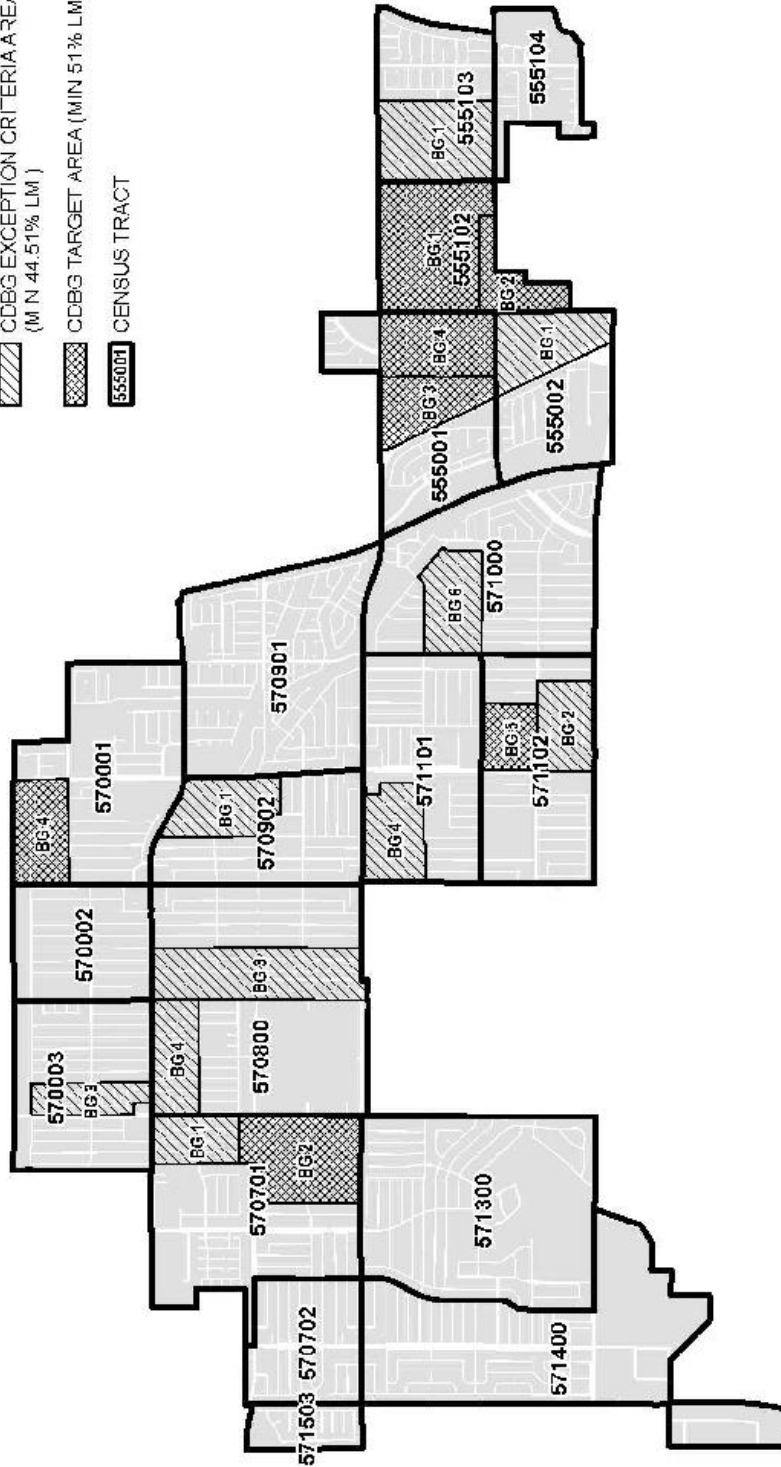 CDBG EXCEPTION CRITERIA AREA
(M N 44.51% LM )
CDBG TARGET AREA (MIN 51% LM
555001 CENSUS TRACT
BG 4
570001
570002
570003
BG 3
BG 1
570902
570901
BG 3
BG 4
570800
BG 1
BG 2
570701
571503
570702
BG 4
571101
BG 6
571000
BG 5
571102
BG 2
571300
571400
BG 3
BG 4
555001
BG 1
555102
BG 2
BG 1
555103
555104
BG 1
555002